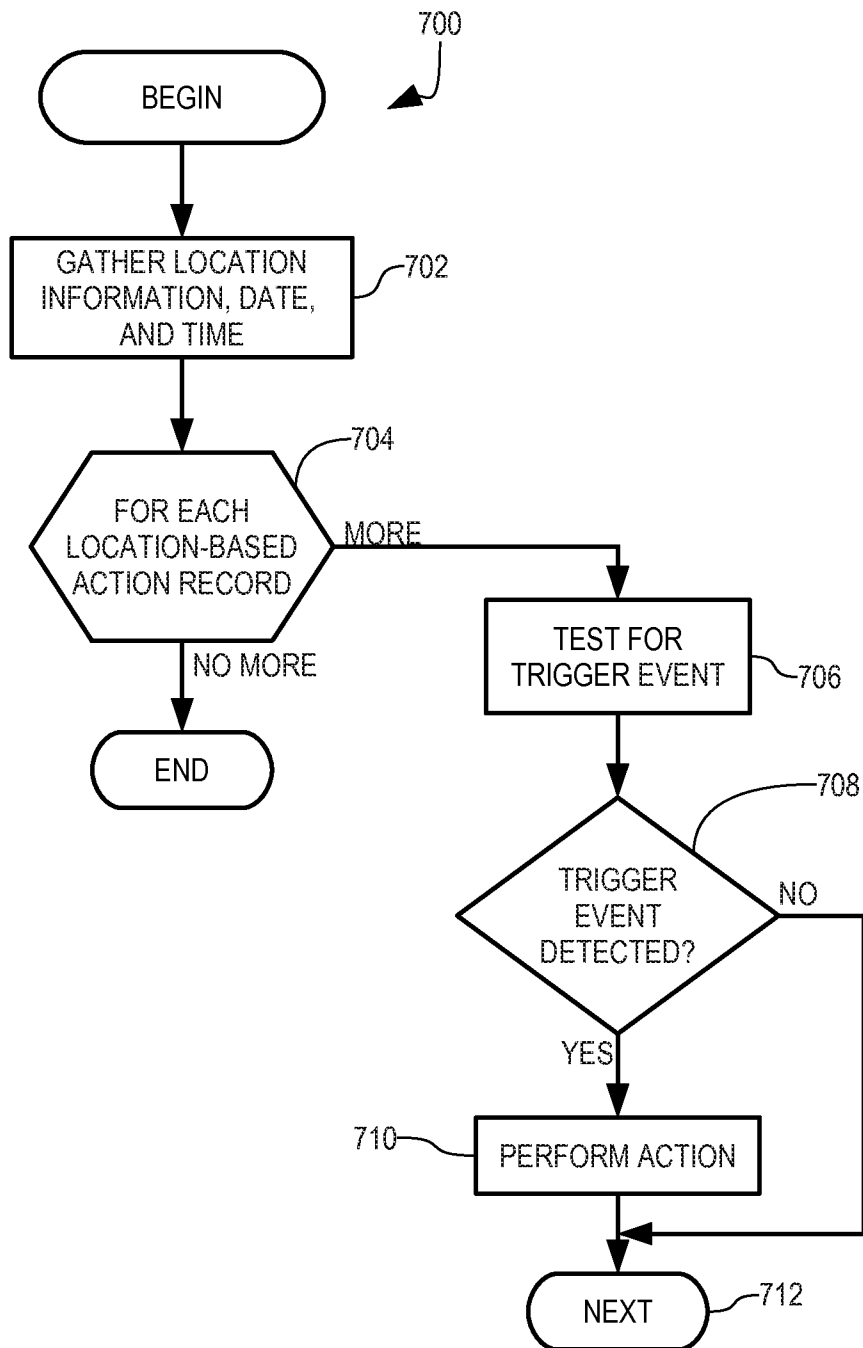 700
BEGIN
GATHER LOCATION
INFORMATION, DATE,
AND TIME
702
704
FOR EACH
LOCATION-BASED
ACTION RECORD
MORE
NO MORE
END
TEST FOR
TRIGGER EVENT
706
708
TRIGGER
EVENT
DETECTED?
NO
YES
710
PERFORM ACTION
NEXT
712